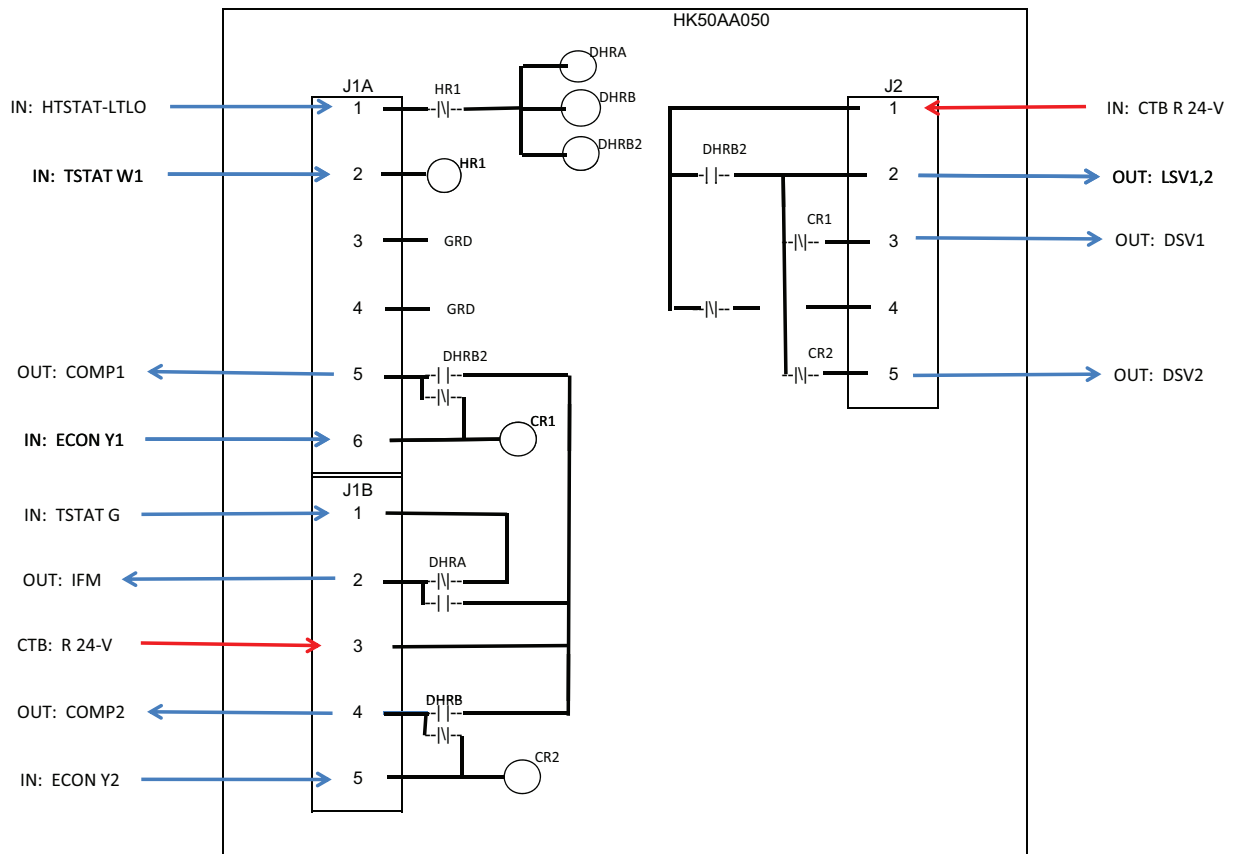 HK50AA050
DHRA
J1A
J2
HR1
IN: HTSTAT-LTLO
1
DHRB
1
IN: CTB R 24-V
DHRB2
DHRB2
HR1
IN: TSTAT W1
2
2
OUT: LSV1,2
CR1
3
GRD
3
OUT: DSV1
4
GRD
4
DHRB2
CR2
OUT: COMP1
5
5
OUT: DSV2
CR1
IN: ECON Y1
6
J1B
IN: TSTAT G
1
DHRA
OUT: IFM
2
CTB: R 24-V
3
DHRB
OUT: COMP2
4
CR2
IN: ECON Y2
5